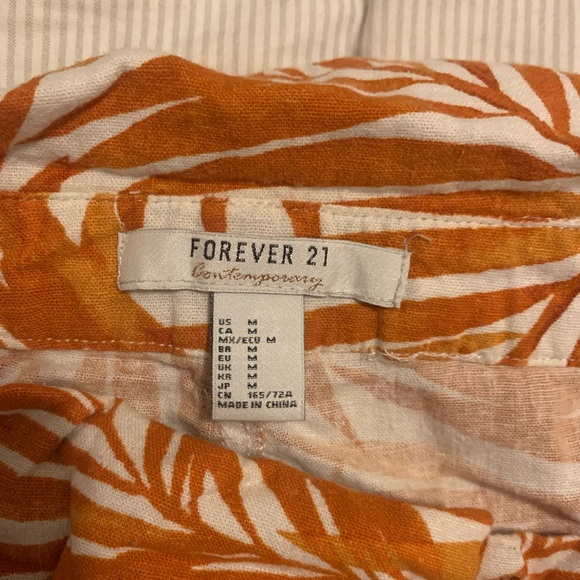 FOREVER 21
Contemporary
US M
CA M
MX/ECU M
BR M
EU M
UK M
KR M
JP M
CN 165/72A
MADE IN CHINA